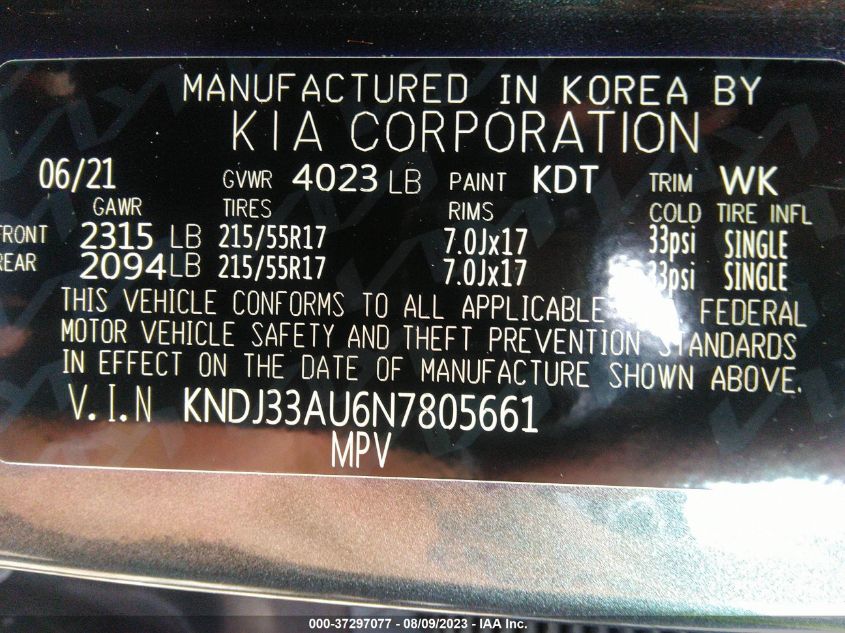 MANUFACTURED IN KOREA BY
KIA CORPORATION
06/21 GVWR 4023 LB PAINT KDT TRIM WK
GAWR TIRES RIMS COLD TIRE INFL
FRONT 2315 LB 215/55R17 7.0Jx17 33psi SINGLE
REAR 2094 LB 215/55R17 7.0Jx17 33psi SINGLE
THIS VEHICLE CONFORMS TO ALL APPLICABLE FEDERAL
MOTOR VEHICLE SAFETY AND THEFT PREVENTION STANDARDS
IN EFFECT ON THE DATE OF MANUFACTURE SHOWN ABOVE.
V.I.N KNDJ33AU6N7805661
MPV
000-37297077 - 08/09/2023 - IAA Inc.